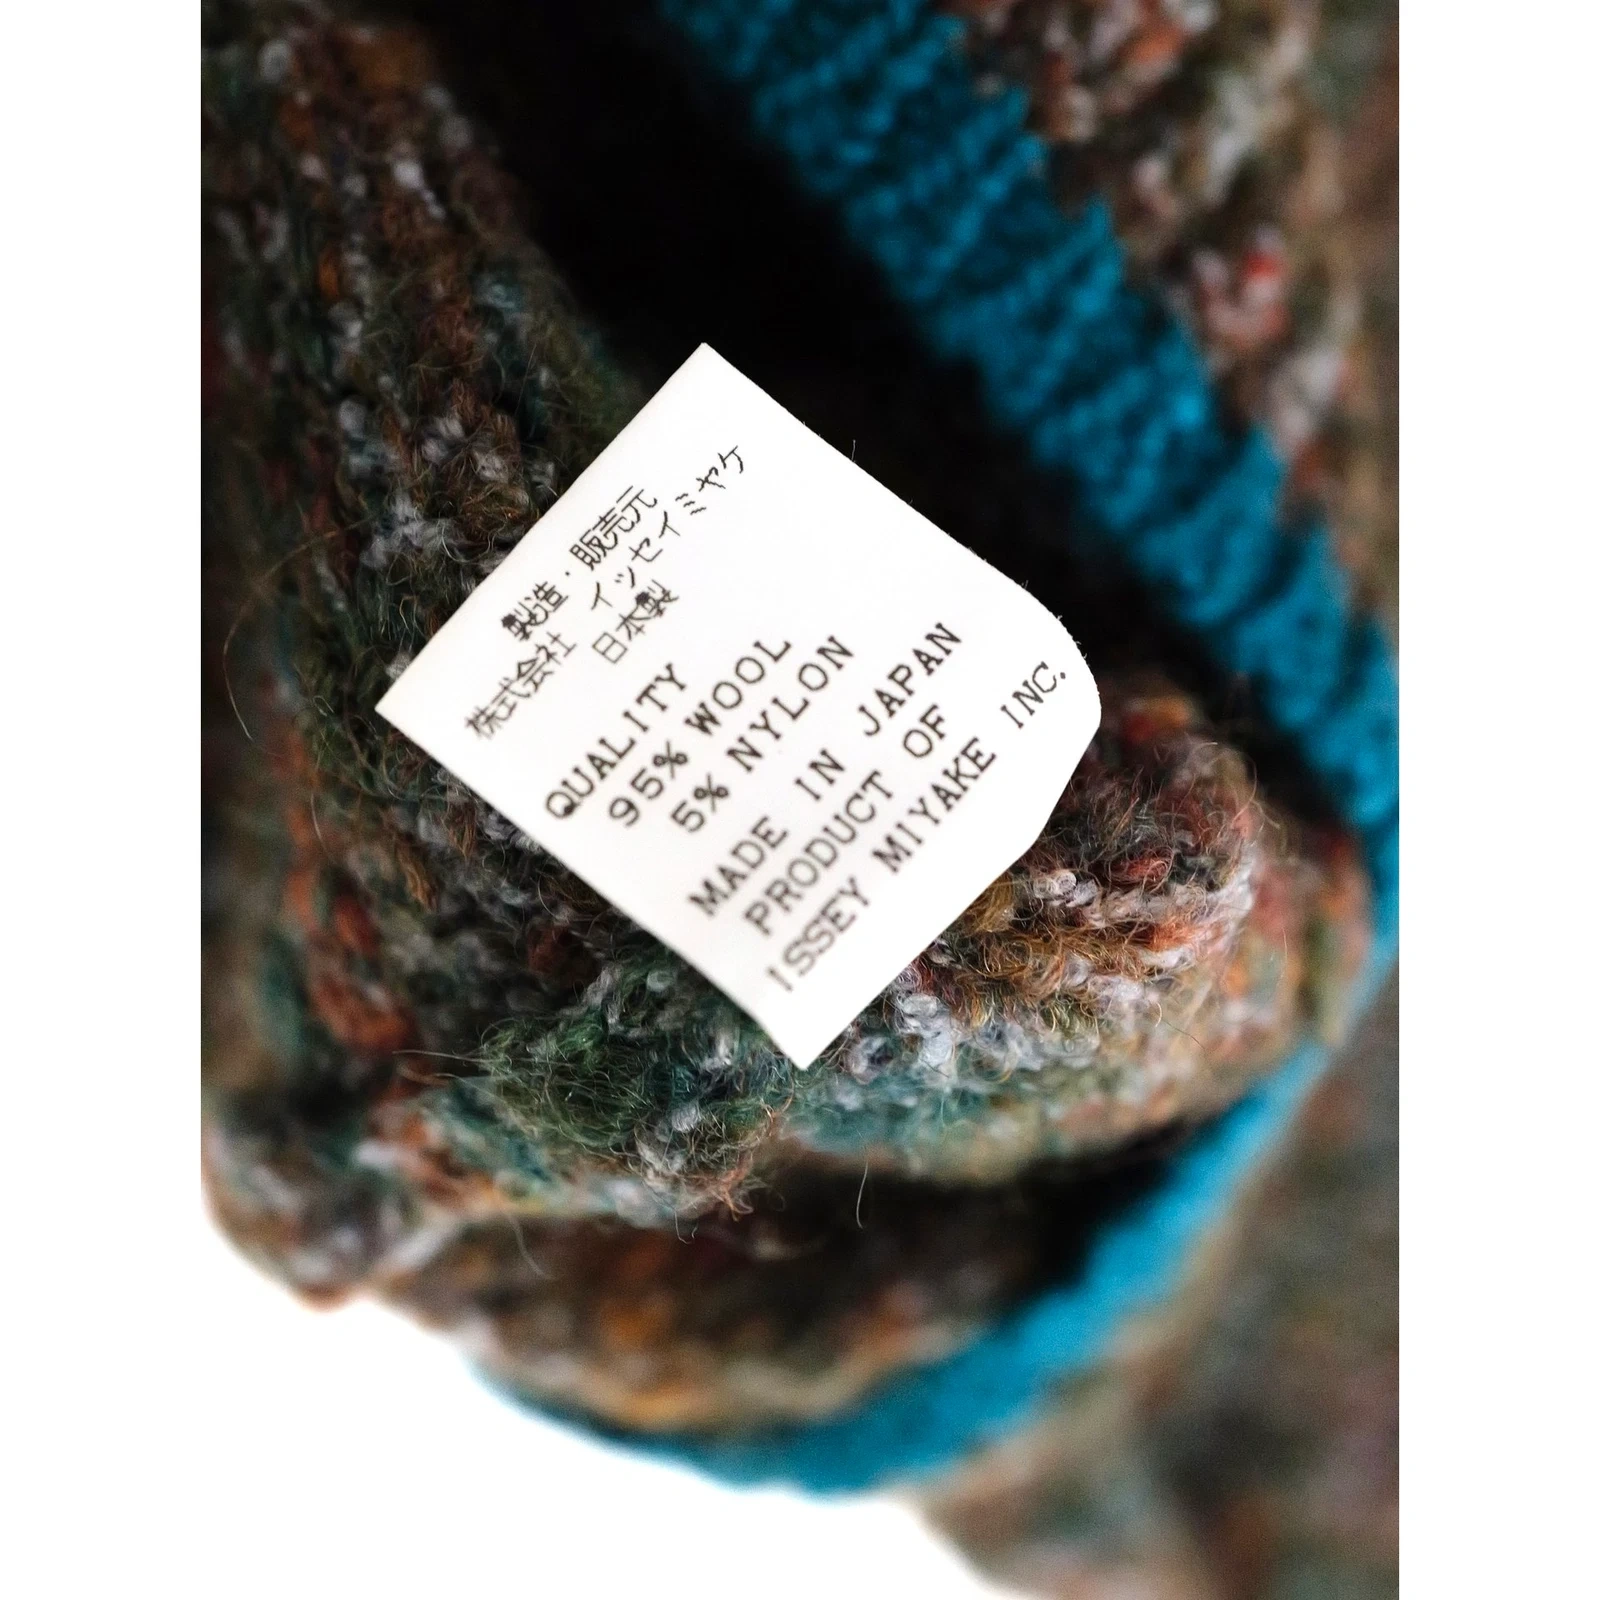 製造・販売元
株式会社 イッセイミヤケ
日本製
QUALITY
95% WOOL
5% NYLON
MADE IN JAPAN
PRODUCT OF
ISSEY MIYAKE INC.